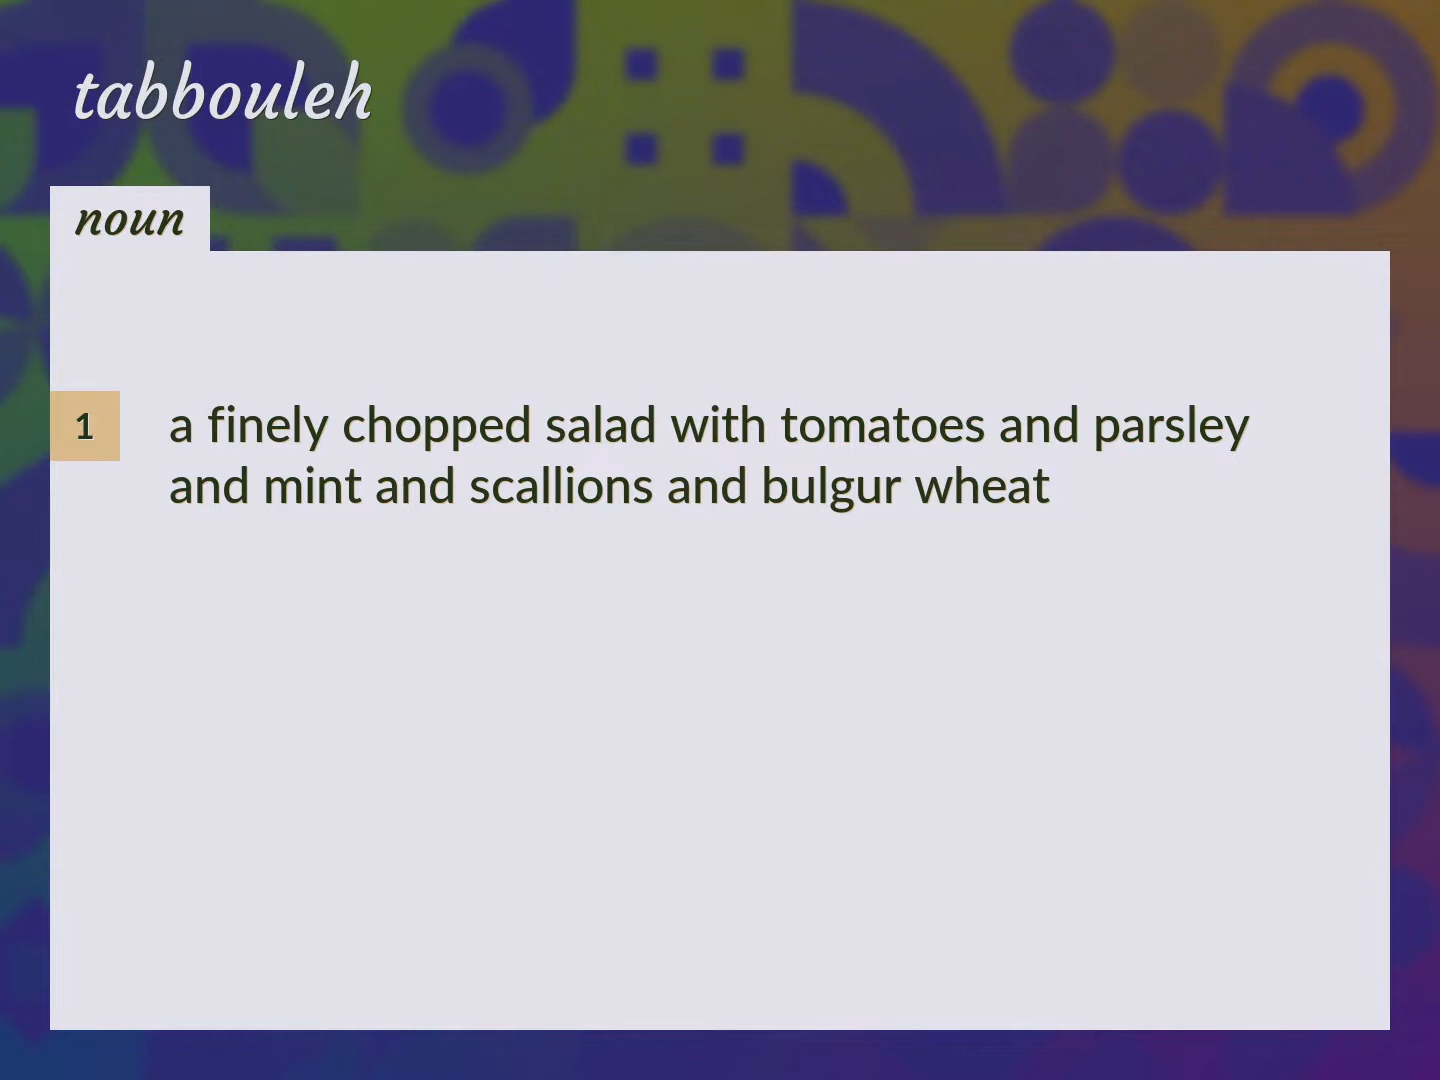 tabbouleh
noun
1
a finely chopped salad with tomatoes and parsley
and mint and scallions and bulgur wheat